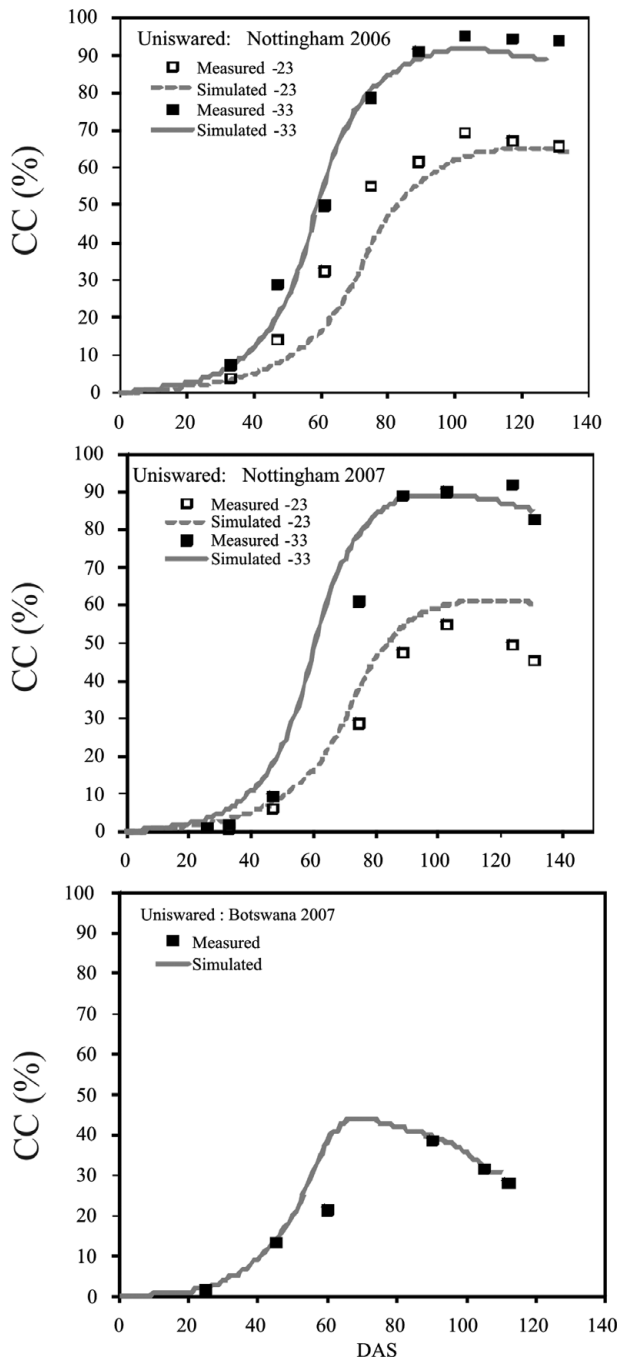 100
90
80
70
60
50
40
30
20
10
0
CC (%)
Uniswared: Nottingham 2006
Measured -23
Simulated -23
Measured -33
Simulated -33
0 20 40 60 80 100 120 140
100
90
80
70
60
50
40
30
20
10
0
CC (%)
Uniswared: Nottingham 2007
Measured -23
Simulated -23
Measured -33
Simulated -33
0 20 40 60 80 100 120 140
100
90
80
70
60
50
40
30
20
10
0
CC (%)
Uniswared : Botswana 2007
Measured
Simulated
0 20 40 60 80 100 120 140
DAS